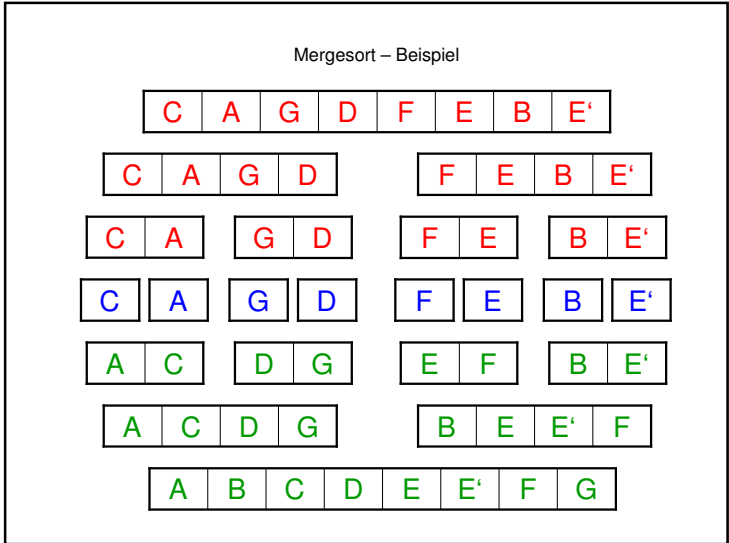 Mergesort – Beispiel
C A G D F E B E‘
C A G D F E B E‘
C A G D F E B E‘
C A G D F E B E‘
A C D G E F B E‘
A C D G B E E‘ F
A B C D E E‘ F G